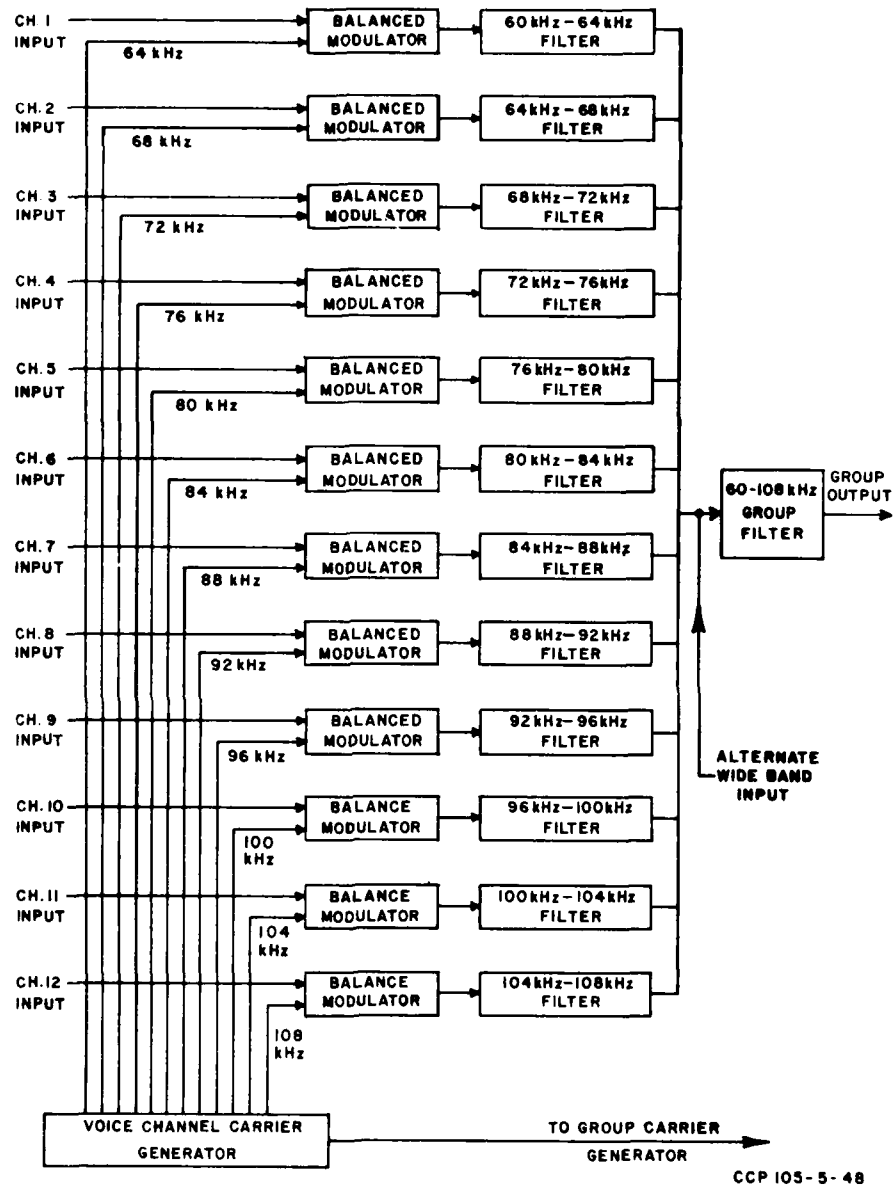 CH. 1
INPUT
64 kHz
BALANCED
MODULATOR
60 kHz – 64 kHz
FILTER
CH. 2
INPUT
68 kHz
BALANCED
MODULATOR
64 kHz – 68 kHz
FILTER
CH. 3
INPUT
72 kHz
BALANCED
MODULATOR
68 kHz – 72 kHz
FILTER
CH. 4
INPUT
76 kHz
BALANCED
MODULATOR
72 kHz – 76 kHz
FILTER
CH. 5
INPUT
80 kHz
BALANCED
MODULATOR
76 kHz – 80 kHz
FILTER
CH. 6
INPUT
84 kHz
BALANCED
MODULATOR
80 kHz – 84 kHz
FILTER
CH. 7
INPUT
88 kHz
BALANCED
MODULATOR
84 kHz – 88 kHz
FILTER
CH. 8
INPUT
92 kHz
BALANCED
MODULATOR
88 kHz – 92 kHz
FILTER
CH. 9
INPUT
96 kHz
BALANCED
MODULATOR
92 kHz – 96 kHz
FILTER
CH. 10
INPUT
100
kHz
BALANCE
MODULATOR
96 kHz – 100 kHz
FILTER
CH. 11
INPUT
104
kHz
BALANCE
MODULATOR
100 kHz – 104 kHz
FILTER
CH. 12
INPUT
108
kHz
BALANCE
MODULATOR
104 kHz – 108 kHz
FILTER
60-108 kHz
GROUP
FILTER
GROUP
OUTPUT
ALTERNATE
WIDE BAND
INPUT
VOICE CHANNEL CARRIER
GENERATOR
TO GROUP CARRIER
GENERATOR
CCP 105-5-48